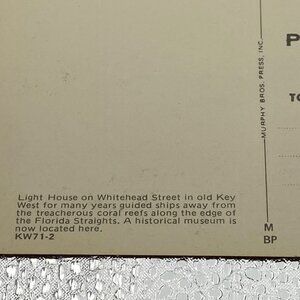 Light House on Whitehead Street in old Key
West for many years guided ships away from
the treacherous coral reefs along the edge of
the Florida Straights. A historical museum is
now located here.
KW71-2
MURPHY BROS. PRESS, INC.
P
TO
M
BP